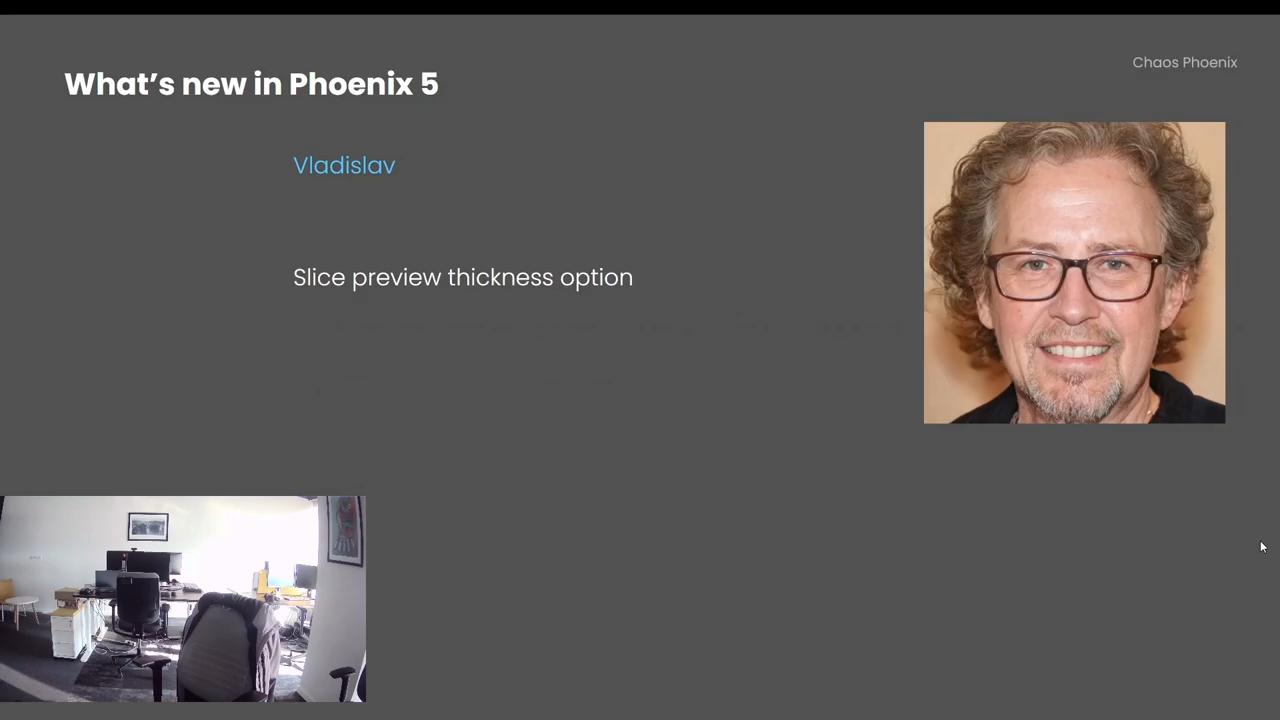 Chaos Phoenix
What’s new in Phoenix 5
Vladislav
Slice preview thickness option